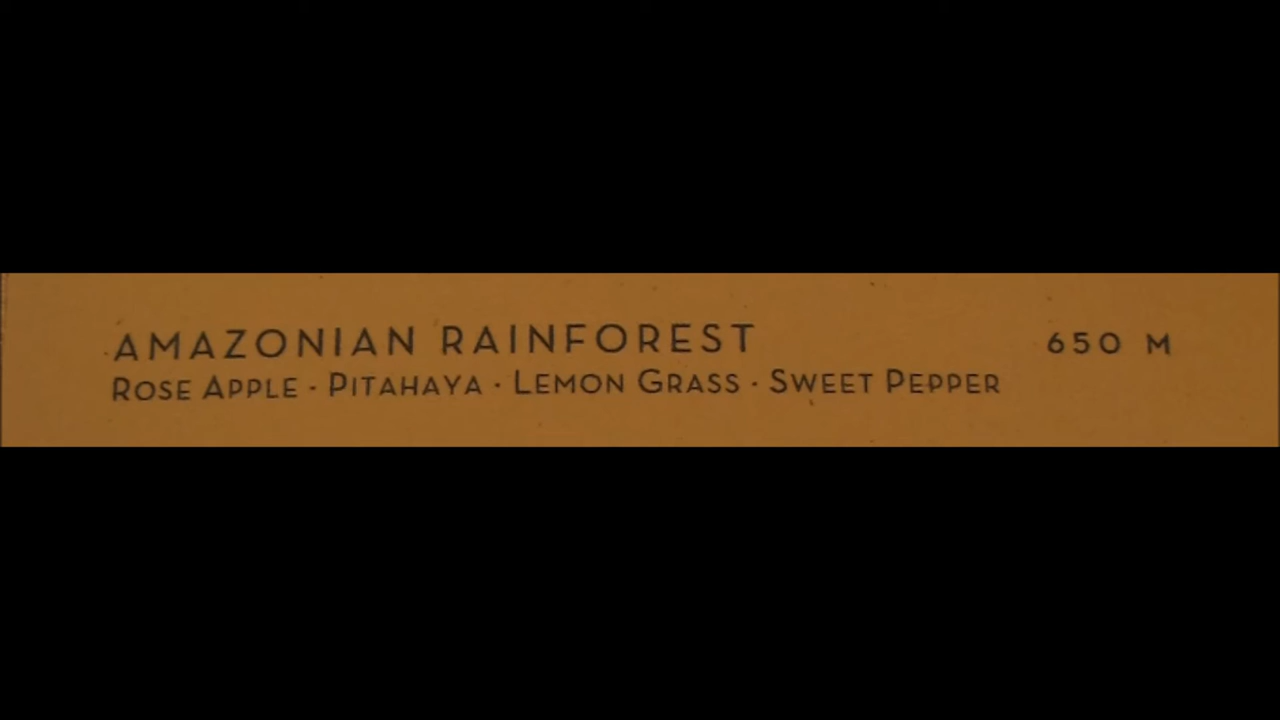 AMAZONIAN RAINFOREST 650 M
ROSE APPLE · PITAHAYA · LEMON GRASS · SWEET PEPPER